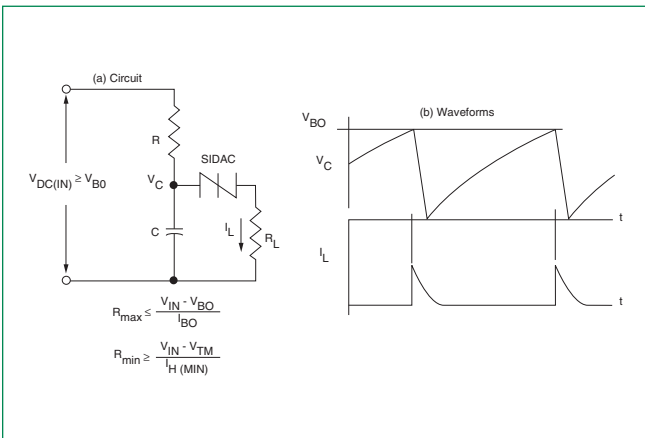 (a) Circuit
R
SIDAC
V_DC(IN) ≥ V_B0
V_C
C
I_L
R_L
R_max ≤ (V_IN - V_BO) / I_BO
R_min ≥ (V_IN - V_TM) / I_H (MIN)
(b) Waveforms
V_BO
V_C
t
I_L
t